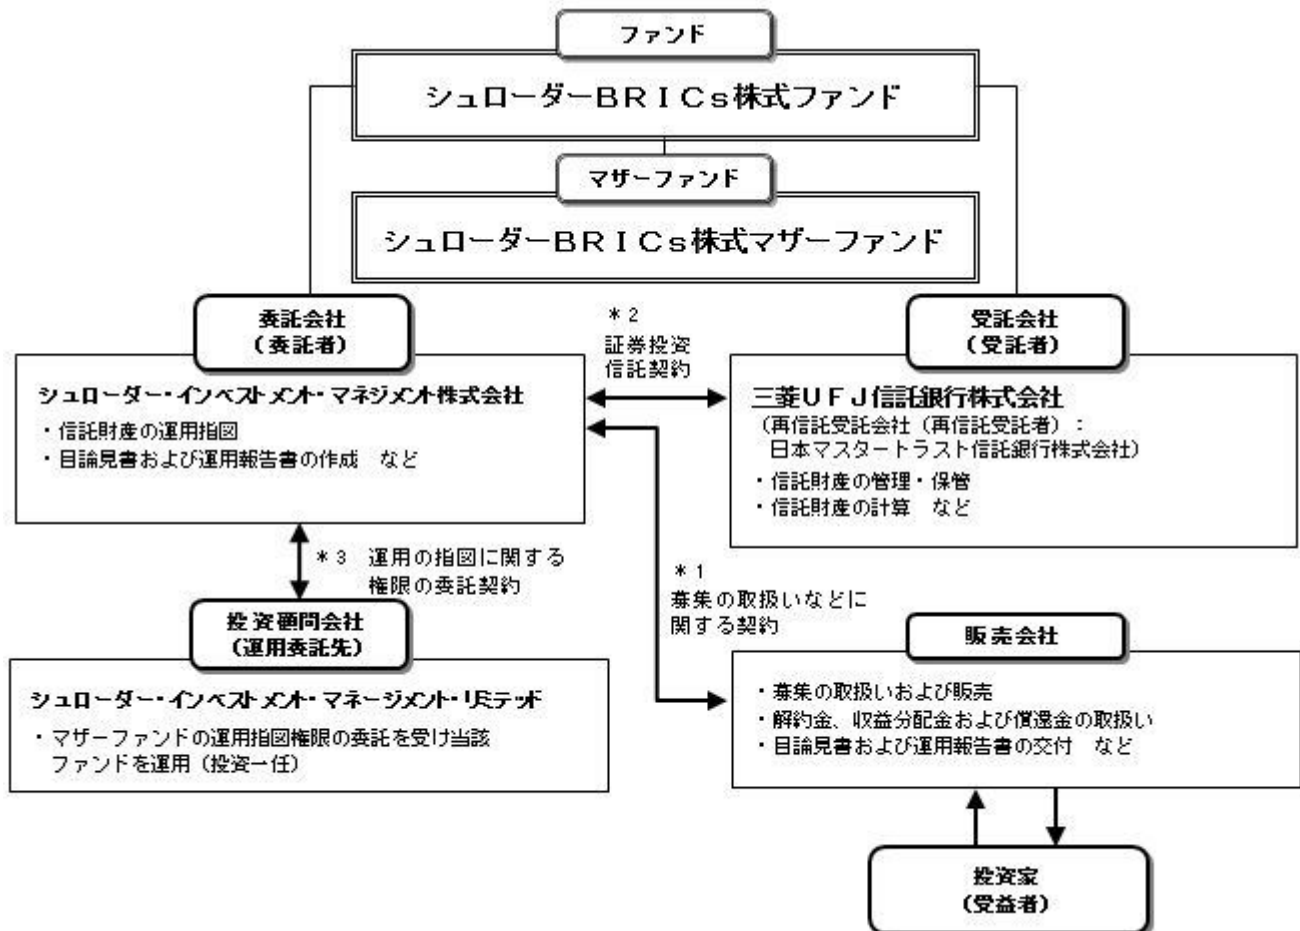 ファンド
シュローダーBRICs株式ファンド
マザーファンド
シュローダーBRICs株式マザーファンド
委託会社
(委託者)
シュローダー・インベストメント・マネジメント株式会社
・信託財産の運用指図
・目論見書および運用報告書の作成 など
*2
証券投資
信託契約
受託会社
(受託者)
三菱UFJ信託銀行株式会社
(再信託受託会社(再信託受託者):
日本マスタートラスト信託銀行株式会社)
・信託財産の管理・保管
・信託財産の計算 など
*3 運用の指図に関する
権限の委託契約
投資顧問会社
(運用委託先)
シュローダー・インベストメント・マネージメント・リミテッド
・マザーファンドの運用指図権限の委託を受け当該
ファンドを運用(投資一任)
*1
募集の取扱いなどに
関する契約
販売会社
・募集の取扱いおよび販売
・解約金、収益分配金および償還金の取扱い
・目論見書および運用報告書の交付 など
投資家
(受益者)